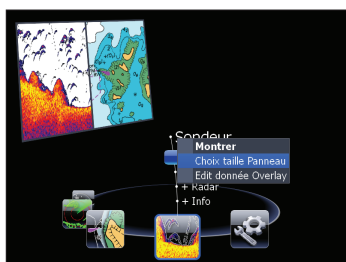 Sondeur
Montrer
Choix taille Panneau
Edit donnée Overlay
+ Radar
+ Info